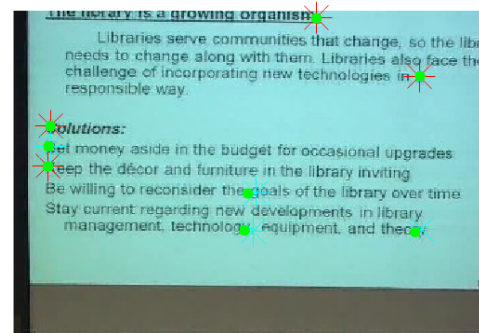 The library is a growing organism
Libraries serve communities that change, so the
needs to change along with them. Libraries also face
challenge of incorporating new technologies in
responsible way.
Solutions:
Set money aside in the budget for occasional upgrades
Keep the décor and furniture in the library inviting
Be willing to reconsider the goals of the library over time
Stay current regarding new developments in library
management, technology, equipment, and theory